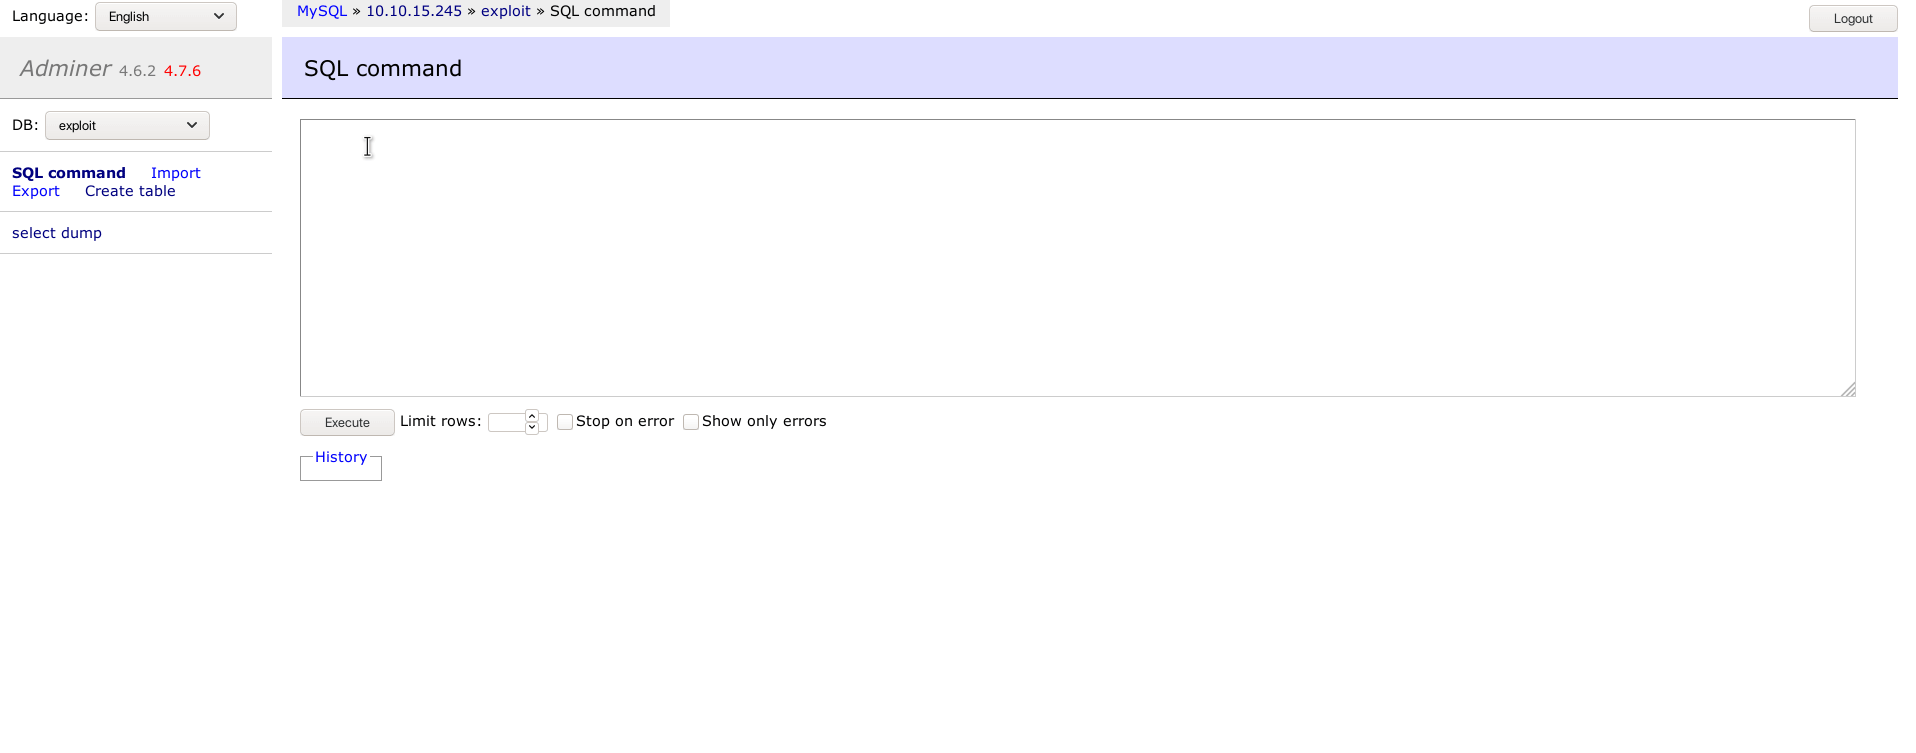 Language: English
MySQL » 10.10.15.245 » exploit » SQL command
Logout
Adminer 4.6.2 4.7.6
SQL command
DB: exploit
SQL command Import
Export Create table
select dump
Execute Limit rows: Stop on error Show only errors
History